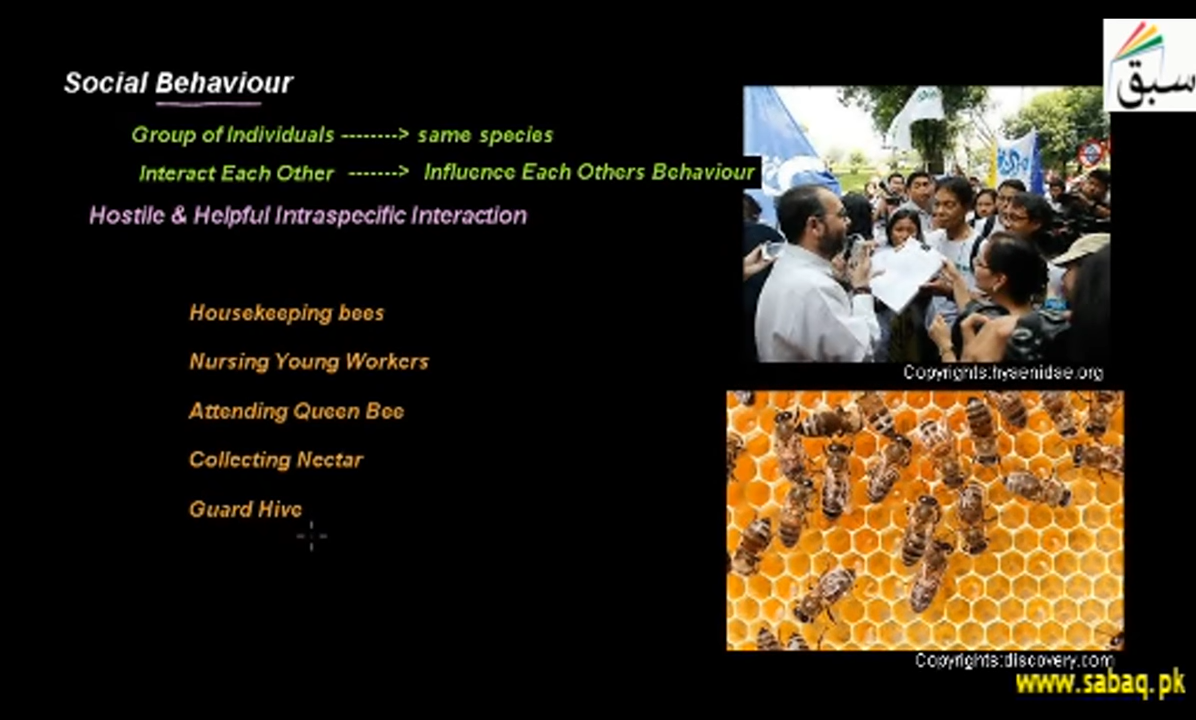 Social Behaviour
Group of Individuals --------> same species
Interact Each Other -------> Influence Each Others Behaviour
Hostile & Helpful Intraspecific Interaction
Housekeeping bees
Nursing Young Workers
Attending Queen Bee
Collecting Nectar
Guard Hive
سبق
Copyrights:hyaenidae.org
Copyrights:discovery.com
www.sabaq.pk